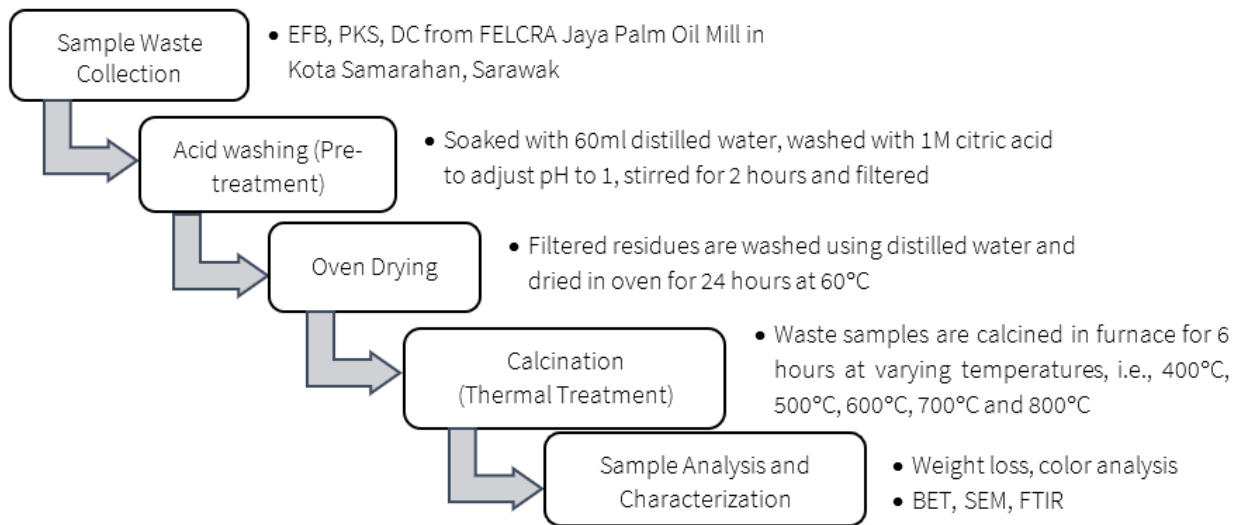 Sample Waste
Collection
• EFB, PKS, DC from FELCRA Jaya Palm Oil Mill in
Kota Samarahan, Sarawak
Acid washing (Pre-
treatment)
• Soaked with 60ml distilled water, washed with 1M citric acid
to adjust pH to 1, stirred for 2 hours and filtered
Oven Drying
• Filtered residues are washed using distilled water and
dried in oven for 24 hours at 60°C
Calcination
(Thermal Treatment)
• Waste samples are calcined in furnace for 6
hours at varying temperatures, i.e., 400°C,
500°C, 600°C, 700°C and 800°C
Sample Analysis and
Characterization
• Weight loss, color analysis
• BET, SEM, FTIR